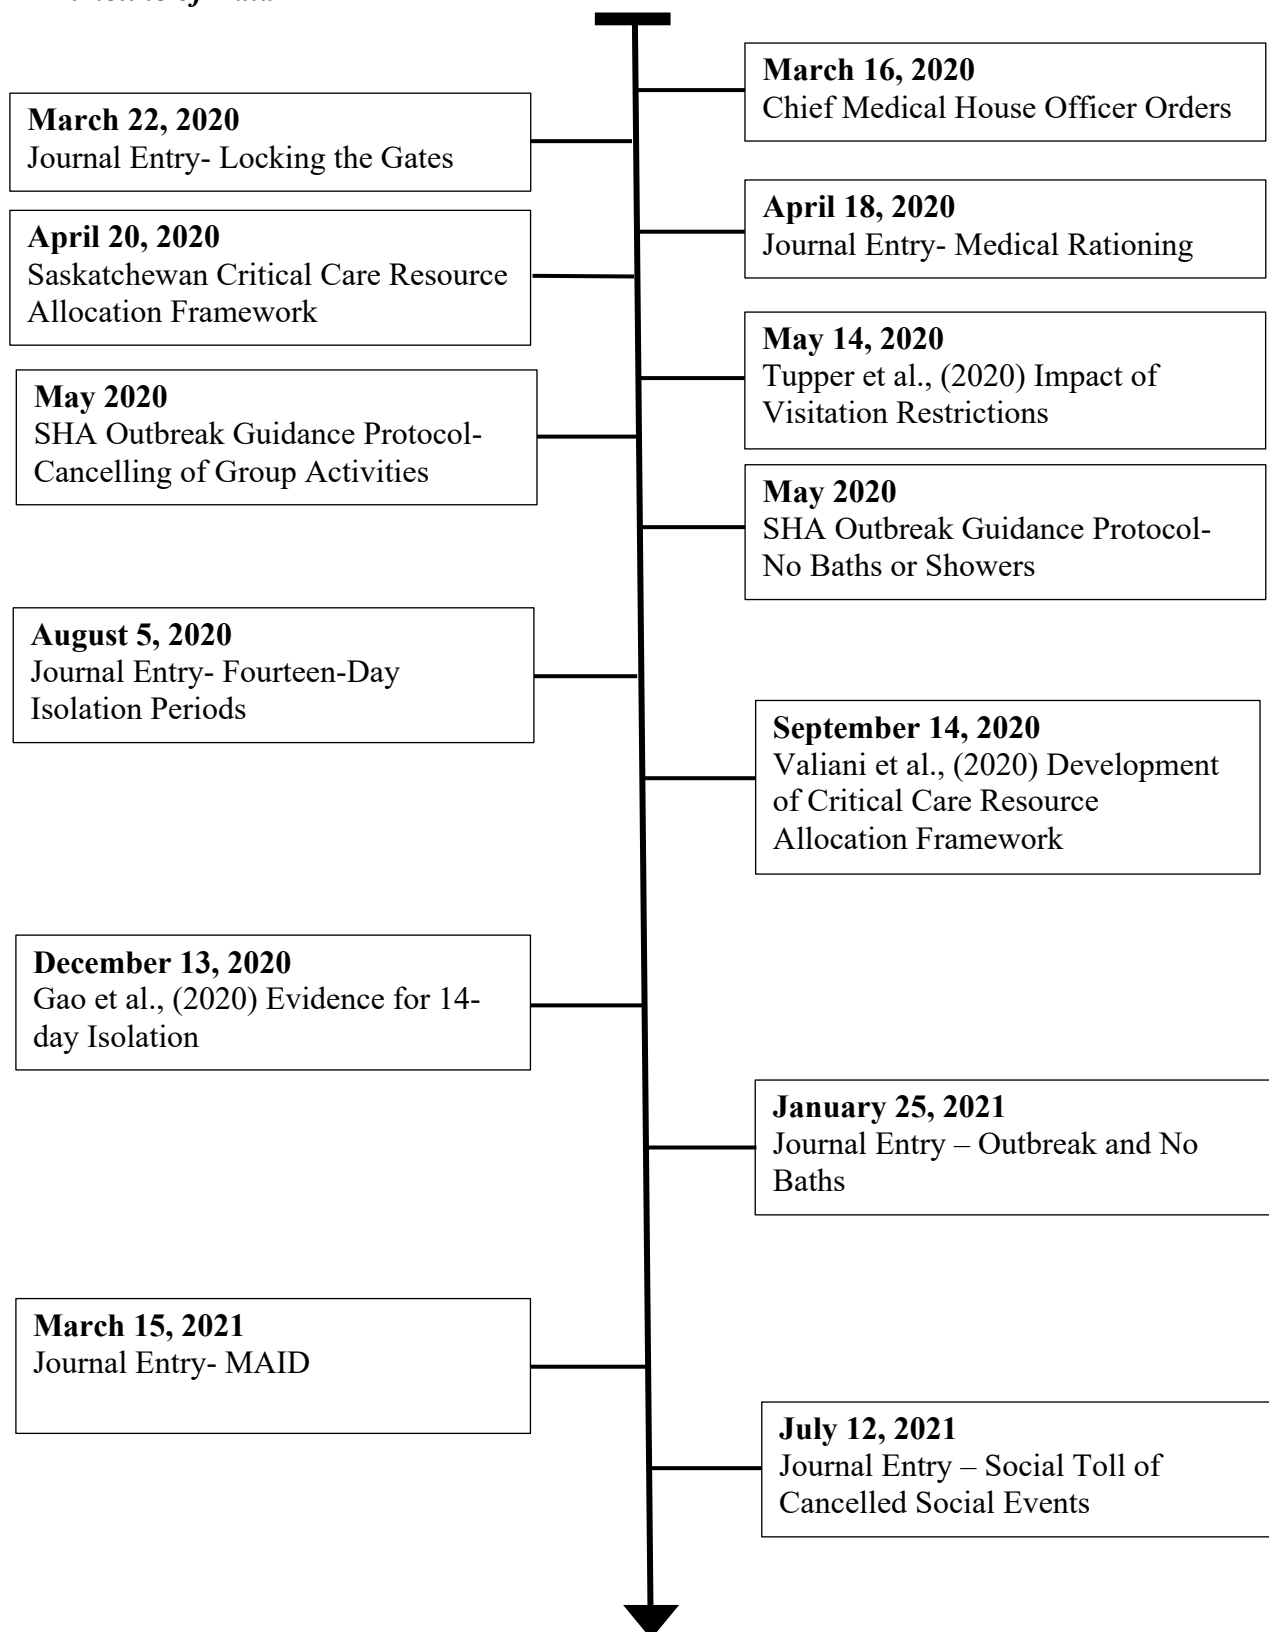 March 16, 2020
Chief Medical House Officer Orders
March 22, 2020
Journal Entry- Locking the Gates
April 18, 2020
Journal Entry- Medical Rationing
April 20, 2020
Saskatchewan Critical Care Resource
Allocation Framework
May 14, 2020
Tupper et al., (2020) Impact of
Visitation Restrictions
May 2020
SHA Outbreak Guidance Protocol-
Cancelling of Group Activities
May 2020
SHA Outbreak Guidance Protocol-
No Baths or Showers
August 5, 2020
Journal Entry- Fourteen-Day
Isolation Periods
September 14, 2020
Valiani et al., (2020) Development
of Critical Care Resource
Allocation Framework
December 13, 2020
Gao et al., (2020) Evidence for 14-
day Isolation
January 25, 2021
Journal Entry – Outbreak and No
Baths
March 15, 2021
Journal Entry- MAID
July 12, 2021
Journal Entry – Social Toll of
Cancelled Social Events